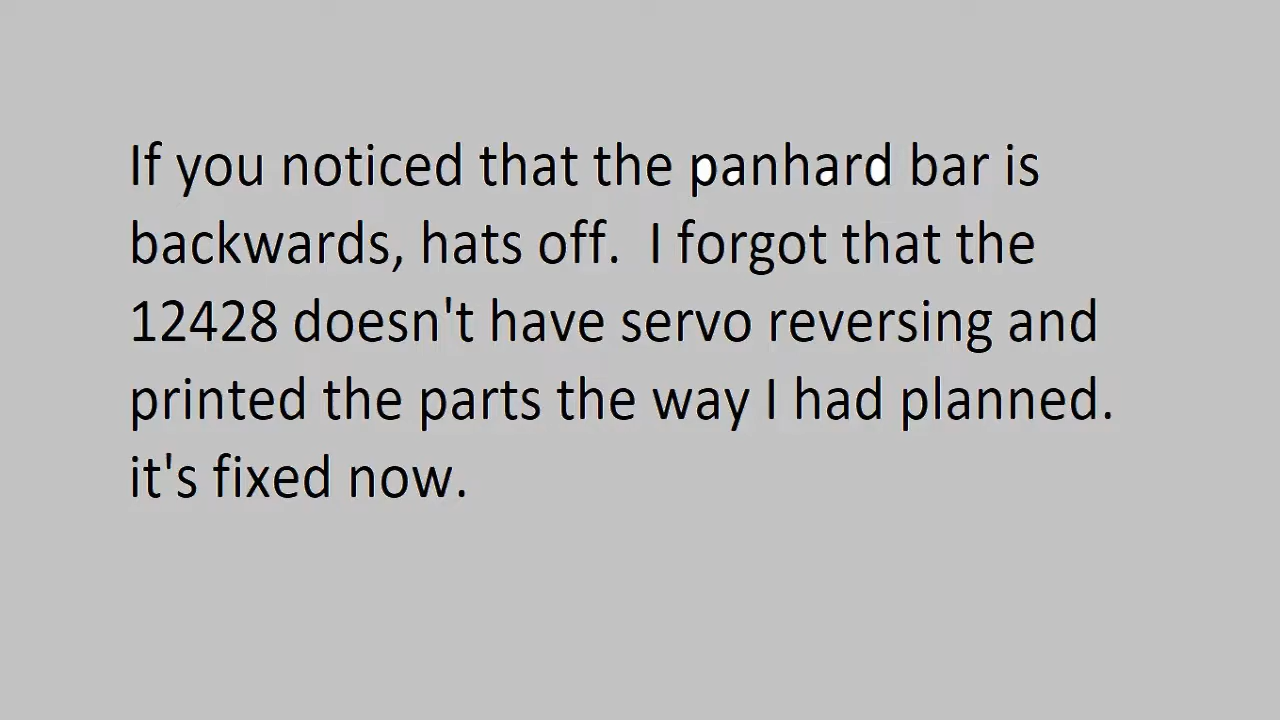 If you noticed that the panhard bar is
backwards, hats off.  I forgot that the
12428 doesn't have servo reversing and
printed the parts the way I had planned.
it's fixed now.